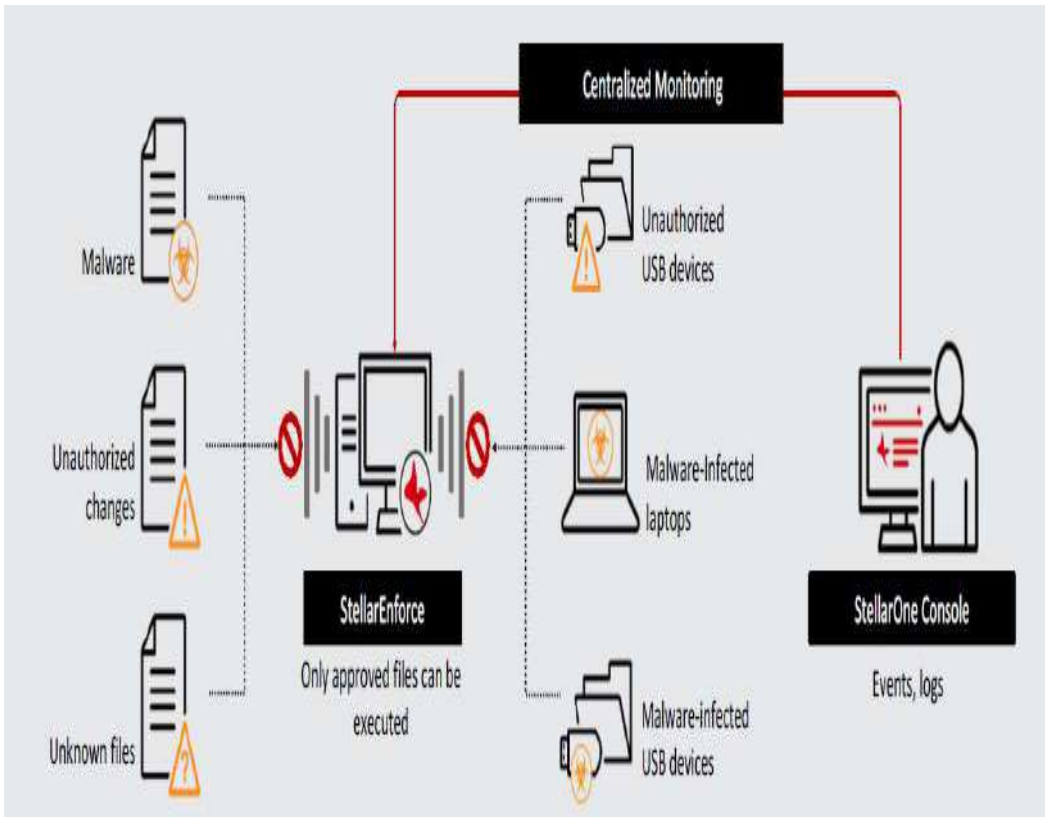 Centralized Monitoring
Malware
Unauthorized
changes
Unknown files
StellarEnforce
Only approved files can be
executed
Unauthorized
USB devices
Malware-Infected
laptops
Malware-infected
USB devices
StellarOne Console
Events, logs